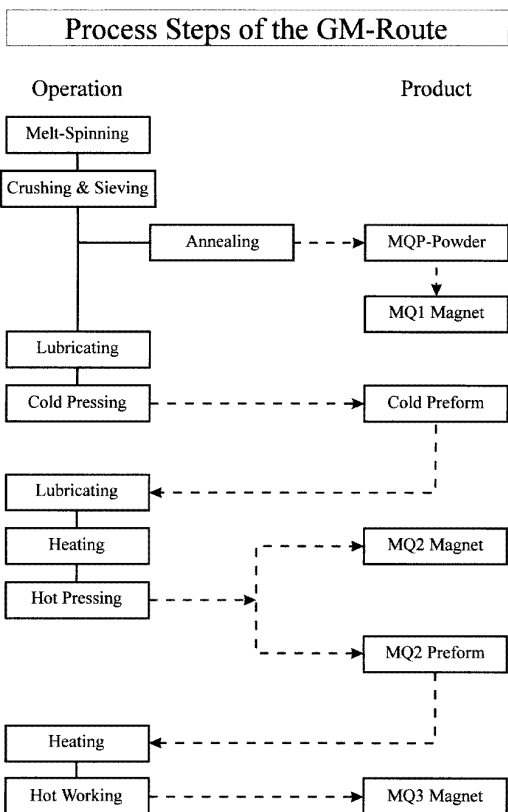 Process Steps of the GM-Route
Operation Product
Melt-Spinning
Crushing & Sieving
Annealing MQP-Powder
MQ1 Magnet
Lubricating
Cold Pressing Cold Preform
Lubricating
Heating MQ2 Magnet
Hot Pressing
MQ2 Preform
Heating
Hot Working MQ3 Magnet